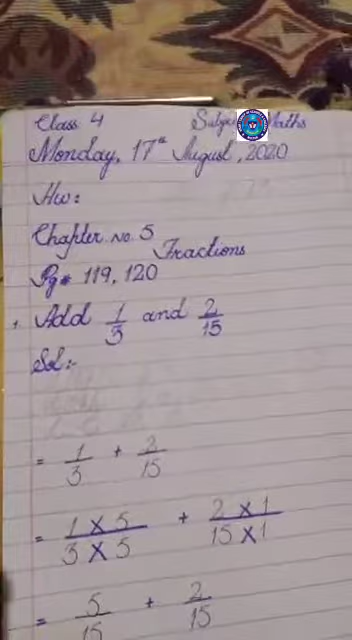 Class 4 Subject Maths
Monday, 17th August, 2020
Hw:
Chapter No. 5
Fractions
Pg# 119, 120
1. Add 1/3 and 2/15
Sol:-
= 1/3 + 2/15
= 1 × 5 / 3 × 5 + 2 × 1 / 15 × 1
= 5/15 + 2/15